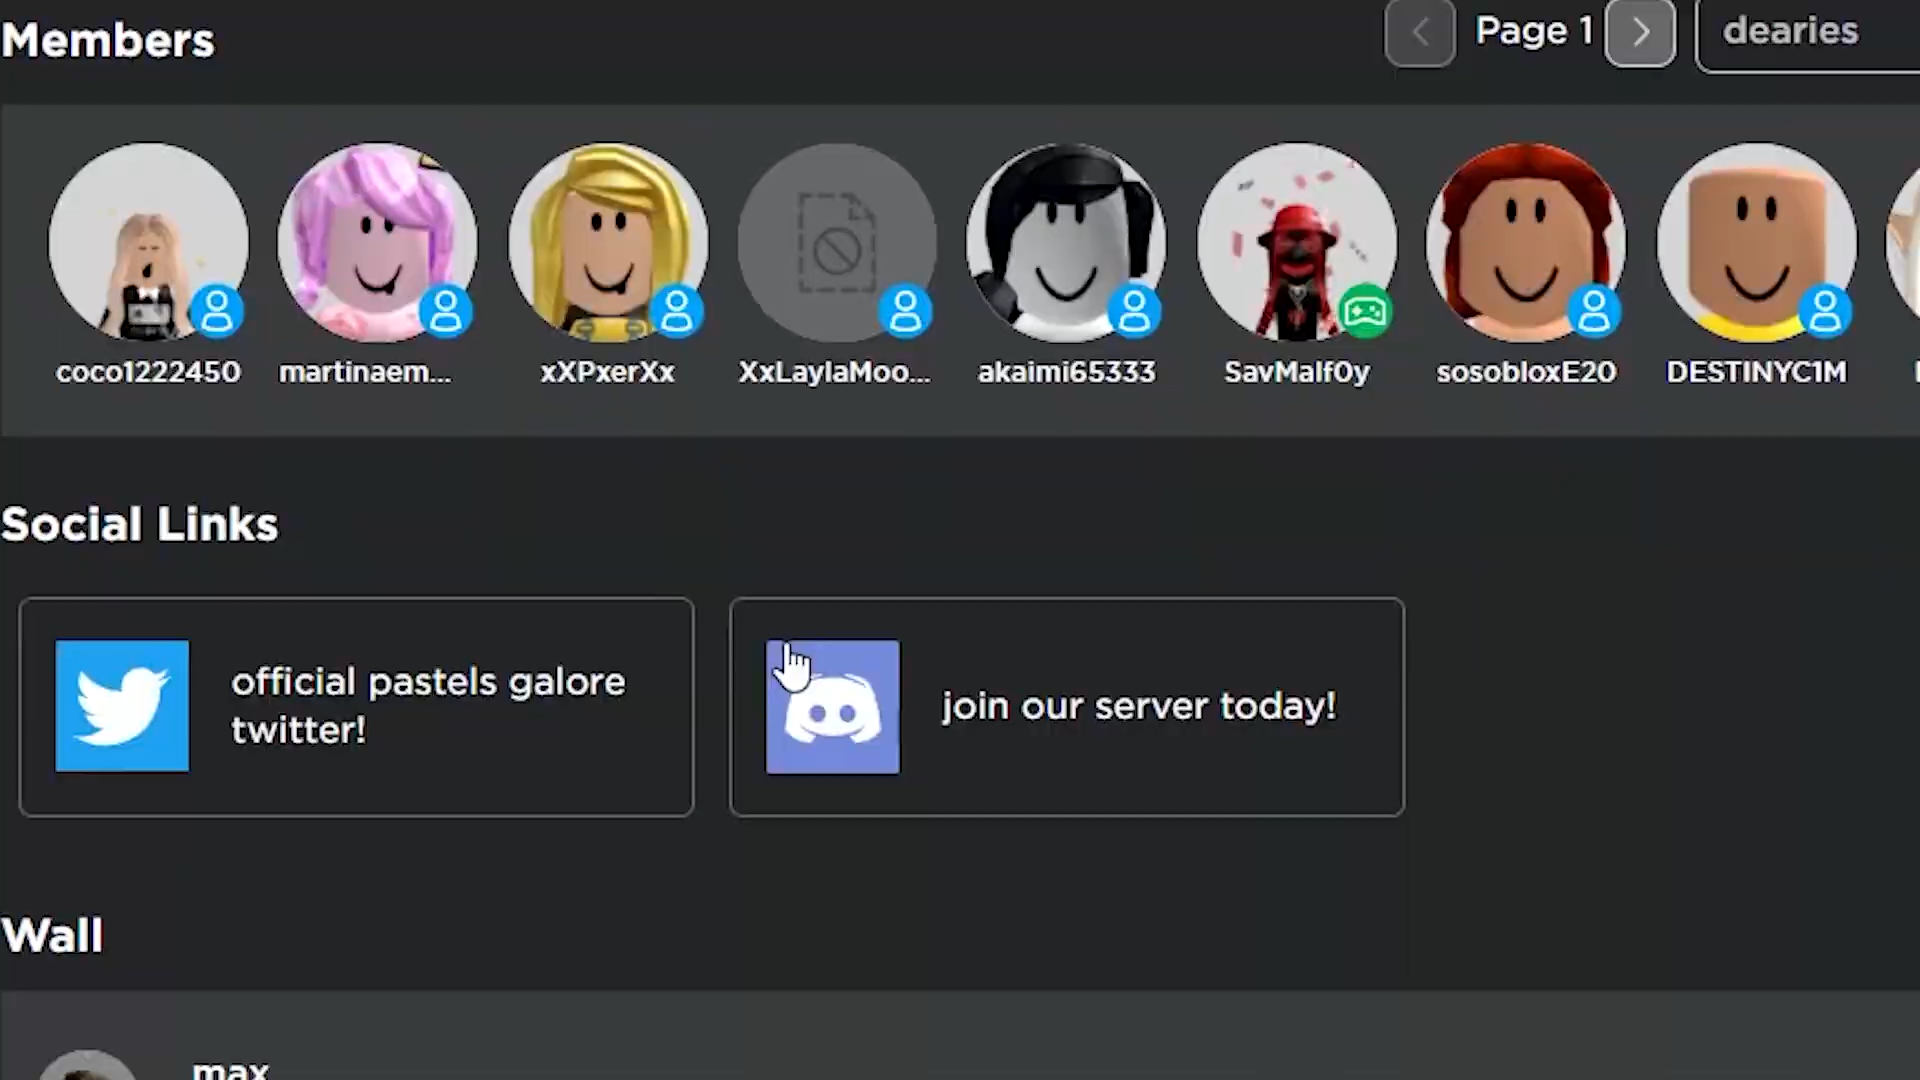 Members
Page 1
dearies
coco1222450
martinaem...
xXPxerXx
XxLaylaMoo...
akaimi65333
SavMalf0y
sosobloxE20
DESTINYC1M
Social Links
official pastels galore
twitter!
join our server today!
Wall
max